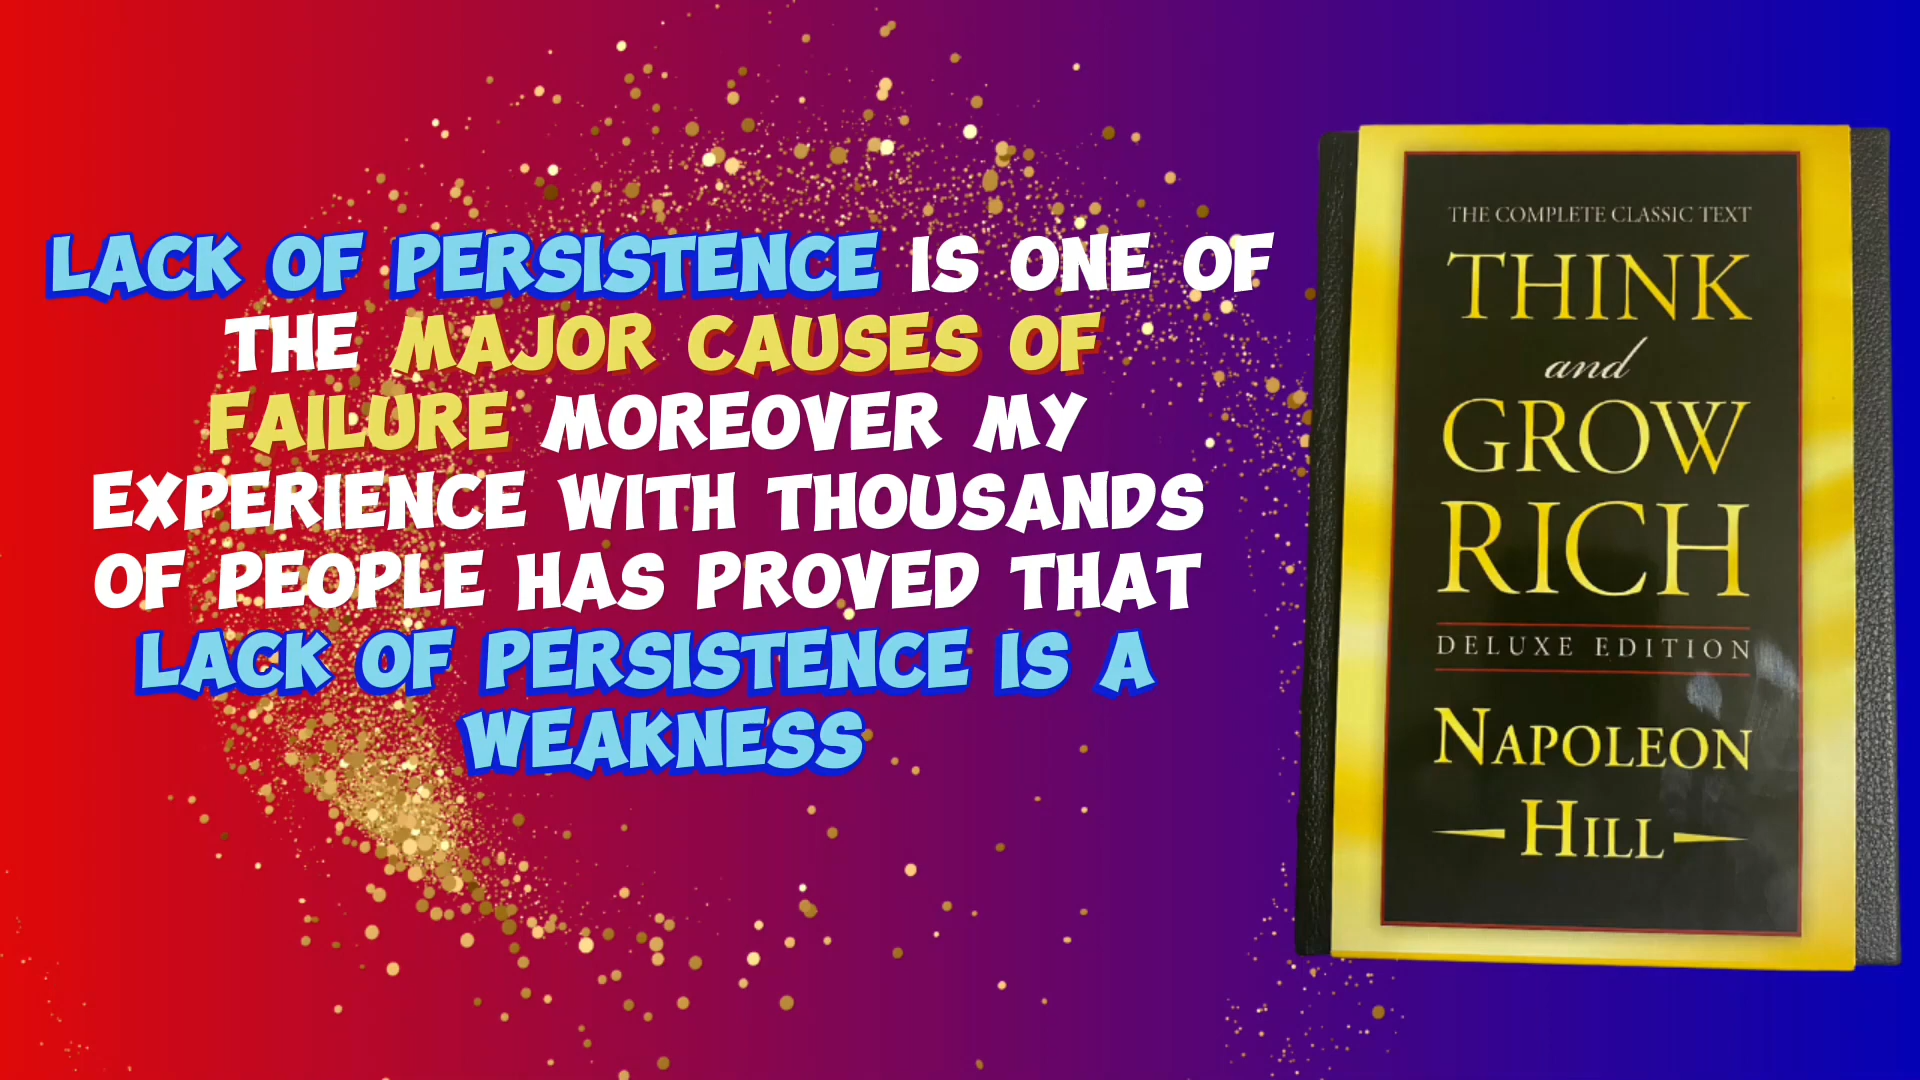 LACK OF PERSISTENCE IS ONE OF
THE MAJOR CAUSES OF
FAILURE MOREOVER MY
EXPERIENCE WITH THOUSANDS
OF PEOPLE HAS PROVED THAT
LACK OF PERSISTENCE IS A
WEAKNESS
THE COMPLETE CLASSIC TEXT
THINK
and
GROW
RICH
DELUXE EDITION
NAPOLEON
HILL